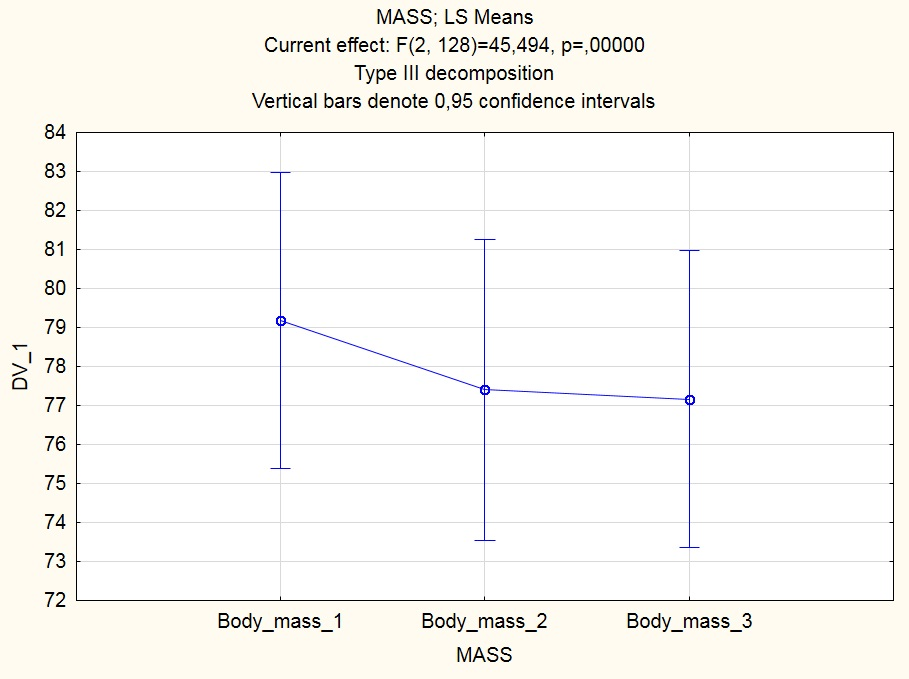 MASS; LS Means
Current effect: F(2, 128)=45,494, p=,00000
Type III decomposition
Vertical bars denote 0,95 confidence intervals
84
83
82
81
80
79
78
77
76
75
74
73
72
DV_1
Body_mass_1 Body_mass_2 Body_mass_3
MASS